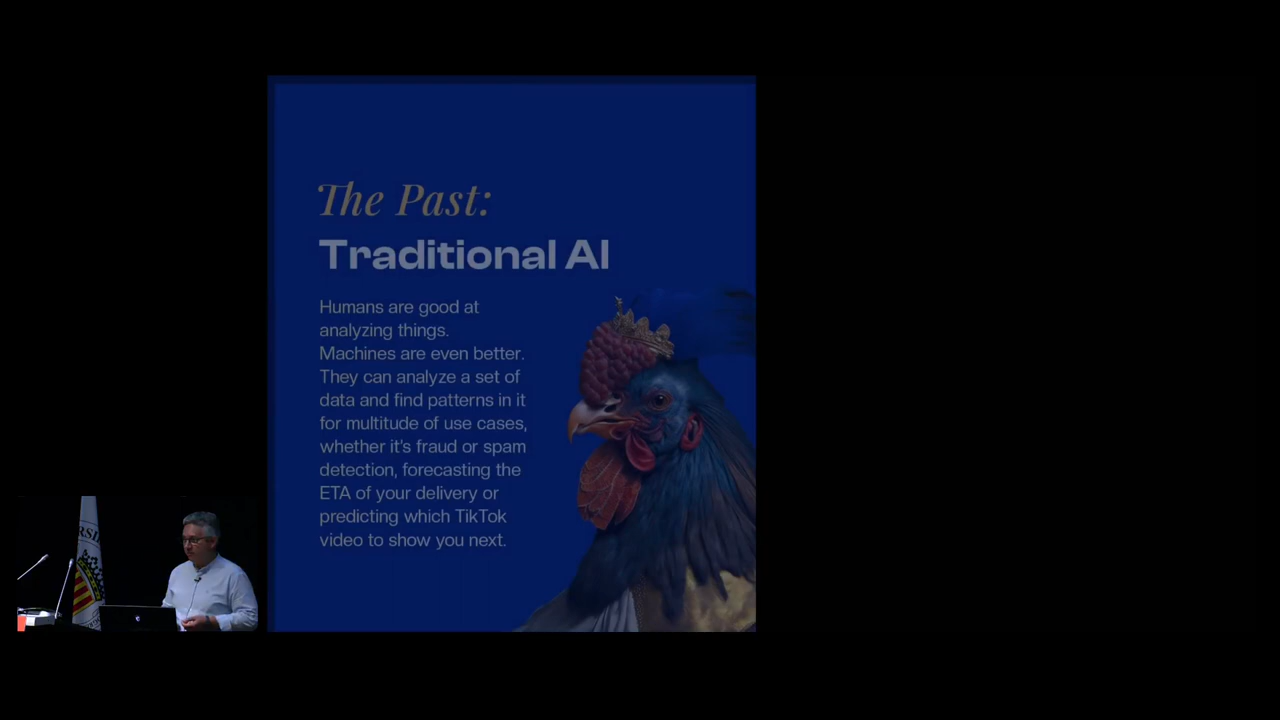 The Past:
Traditional AI
Humans are good at
analyzing things.
Machines are even better.
They can analyze a set of
data and find patterns in it
for multitude of use cases,
whether it's fraud or spam
detection, forecasting the
ETA of your delivery or
predicting which TikTok
video to show you next.